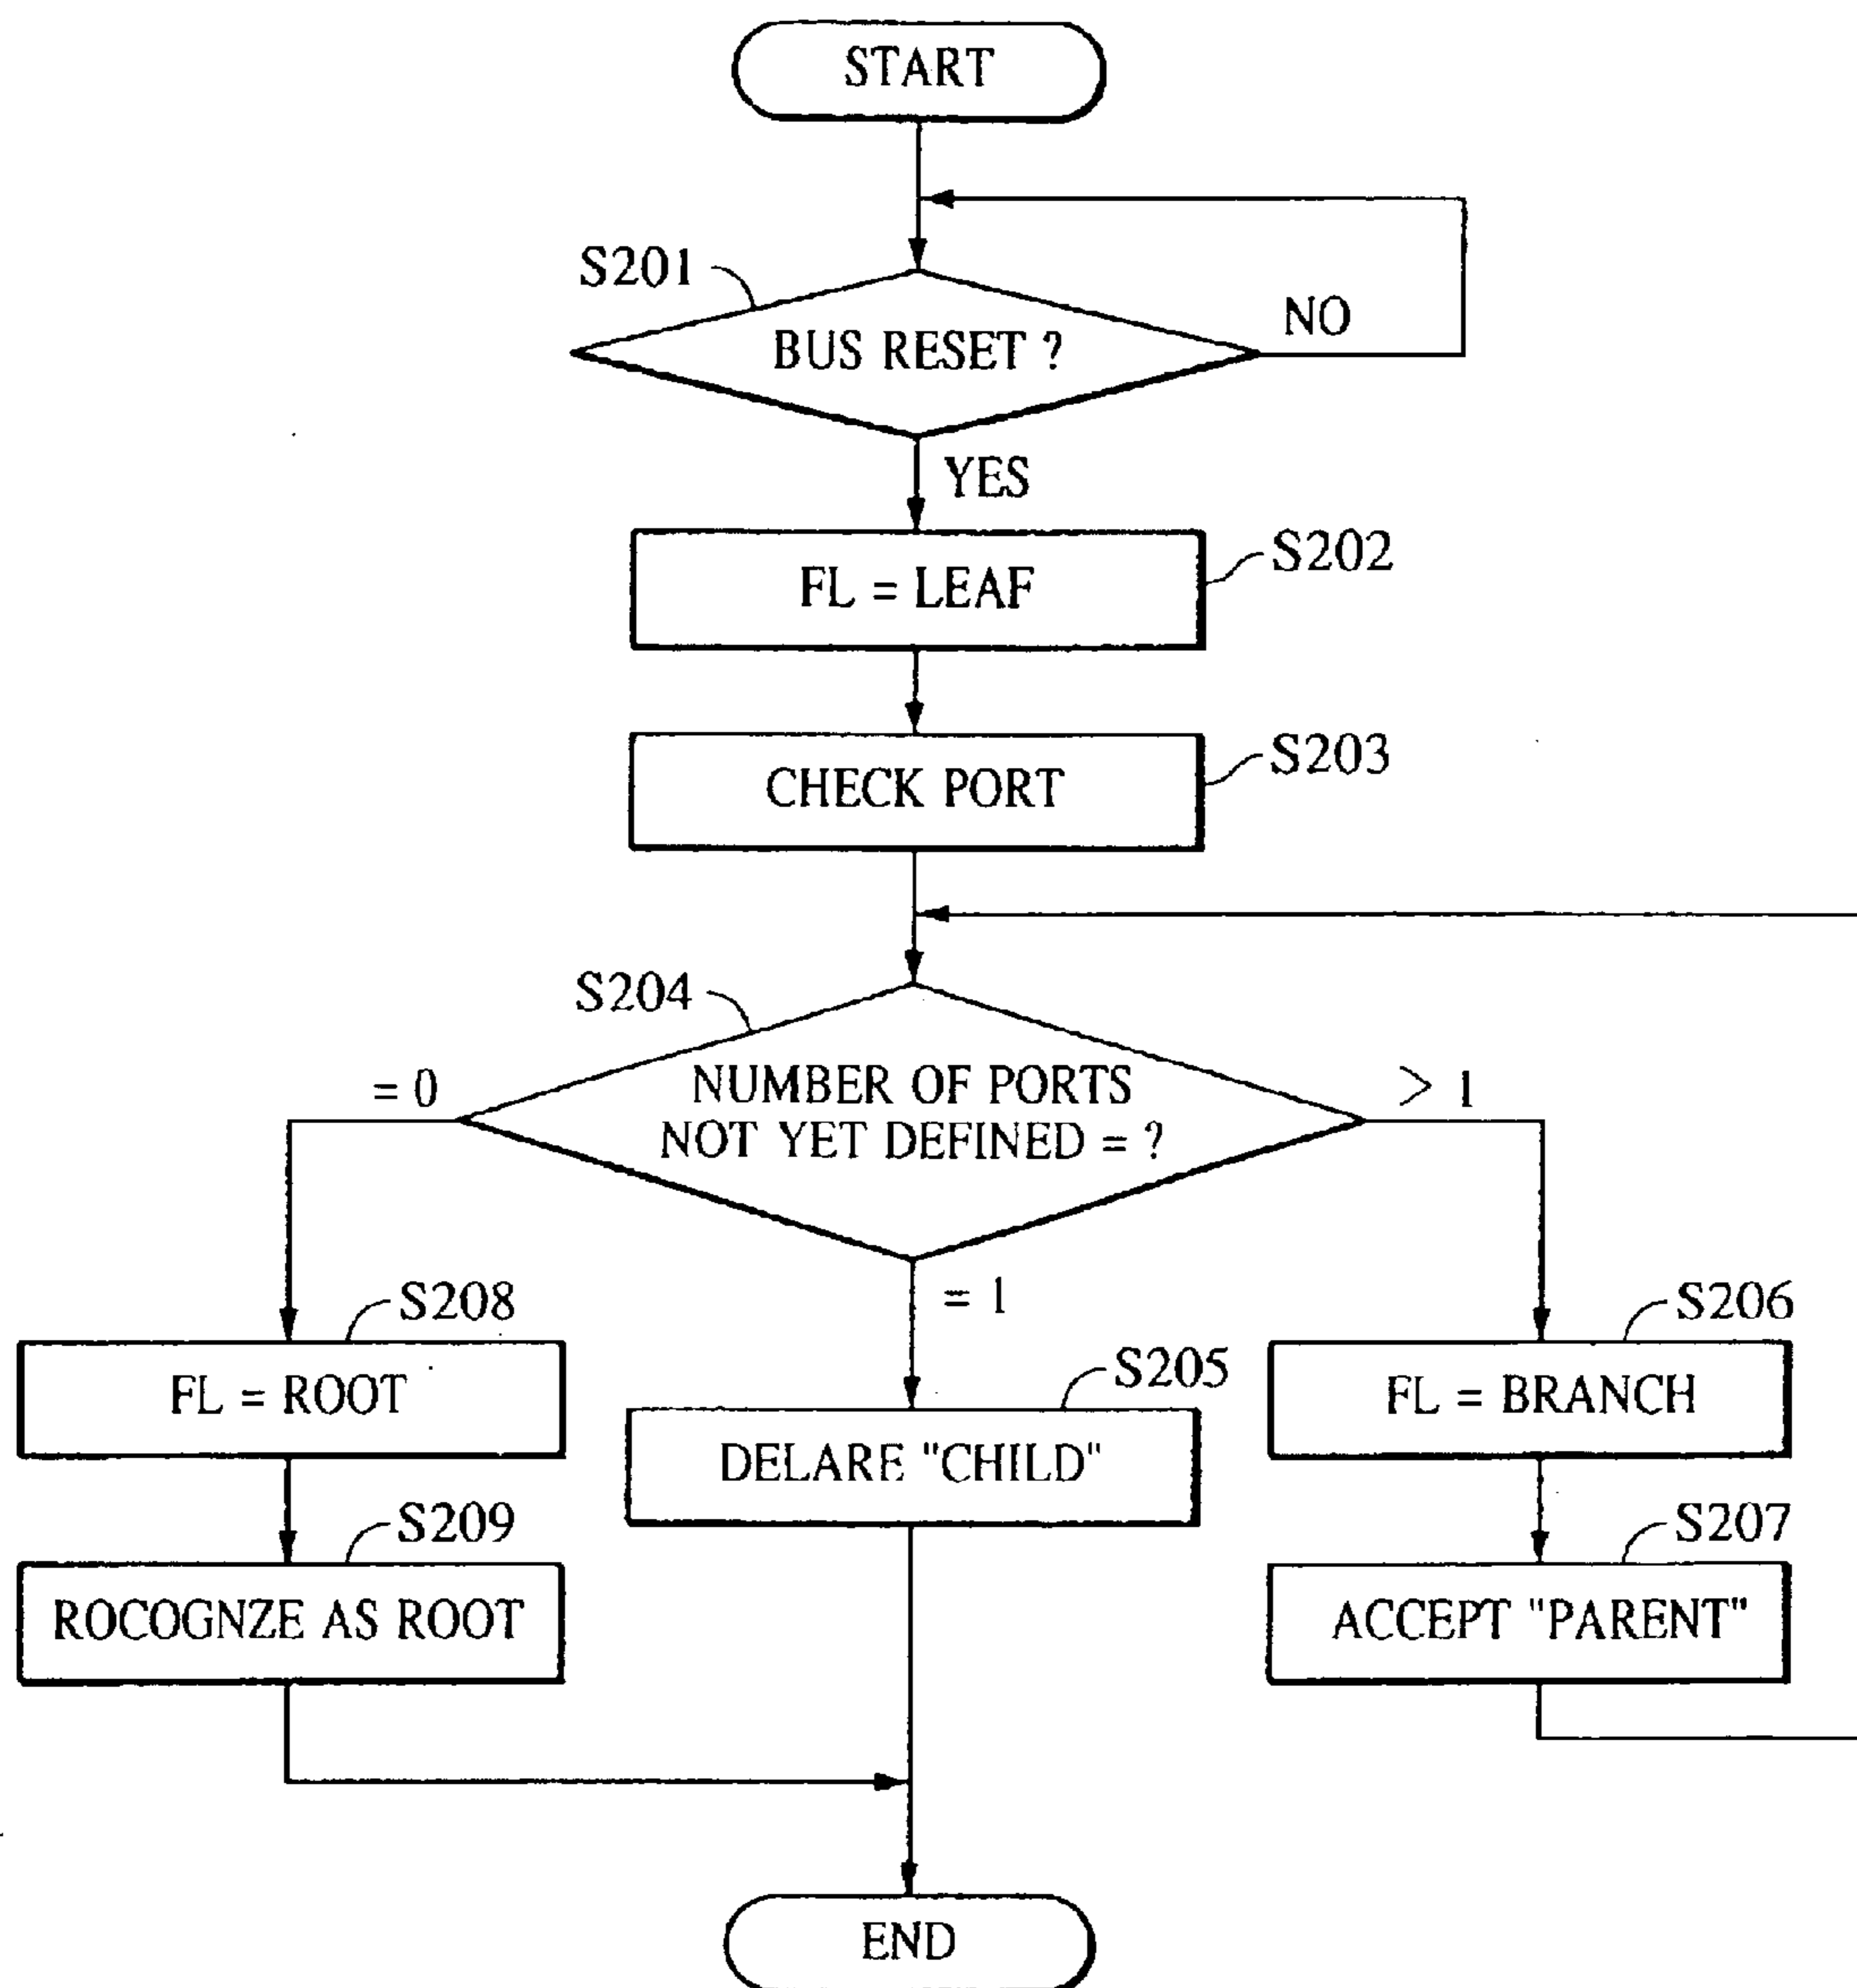 START
S201
BUS RESET ?
NO
YES
FL = LEAF
S202
CHECK PORT
S203
S204
NUMBER OF PORTS
NOT YET DEFINED = ?
= 0
> 1
= 1
S208
FL = ROOT
S205
DELARE "CHILD"
S206
FL = BRANCH
S209
ROCOGNZE AS ROOT
S207
ACCEPT "PARENT"
END